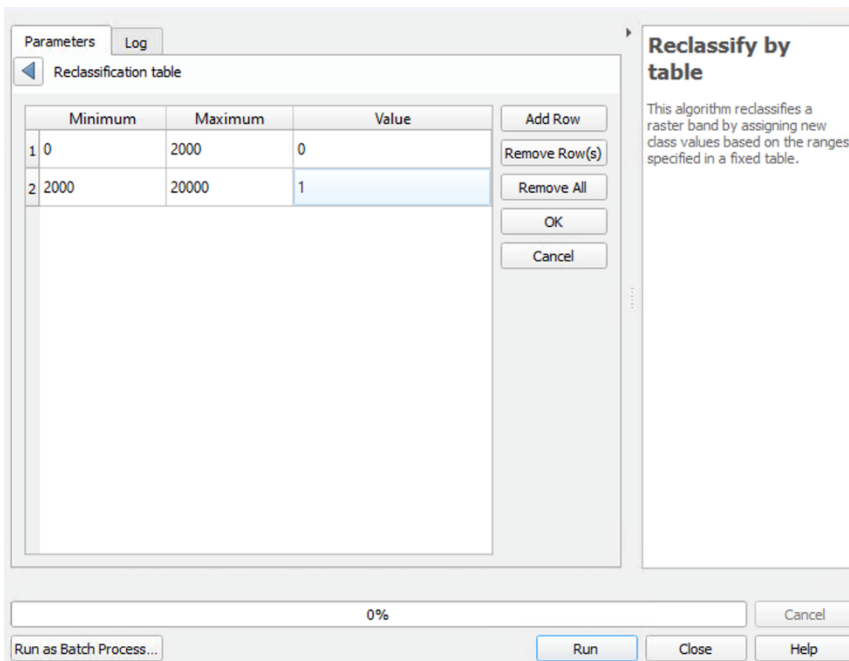 Parameters Log
Reclassification table
Minimum Maximum Value
1 0 2000 0
2 2000 20000 1
Add Row
Remove Row(s)
Remove All
OK
Cancel
Reclassify by
table
This algorithm reclassifies a
raster band by assigning new
class values based on the ranges
specified in a fixed table.
0%
Cancel
Run as Batch Process...
Run
Close
Help